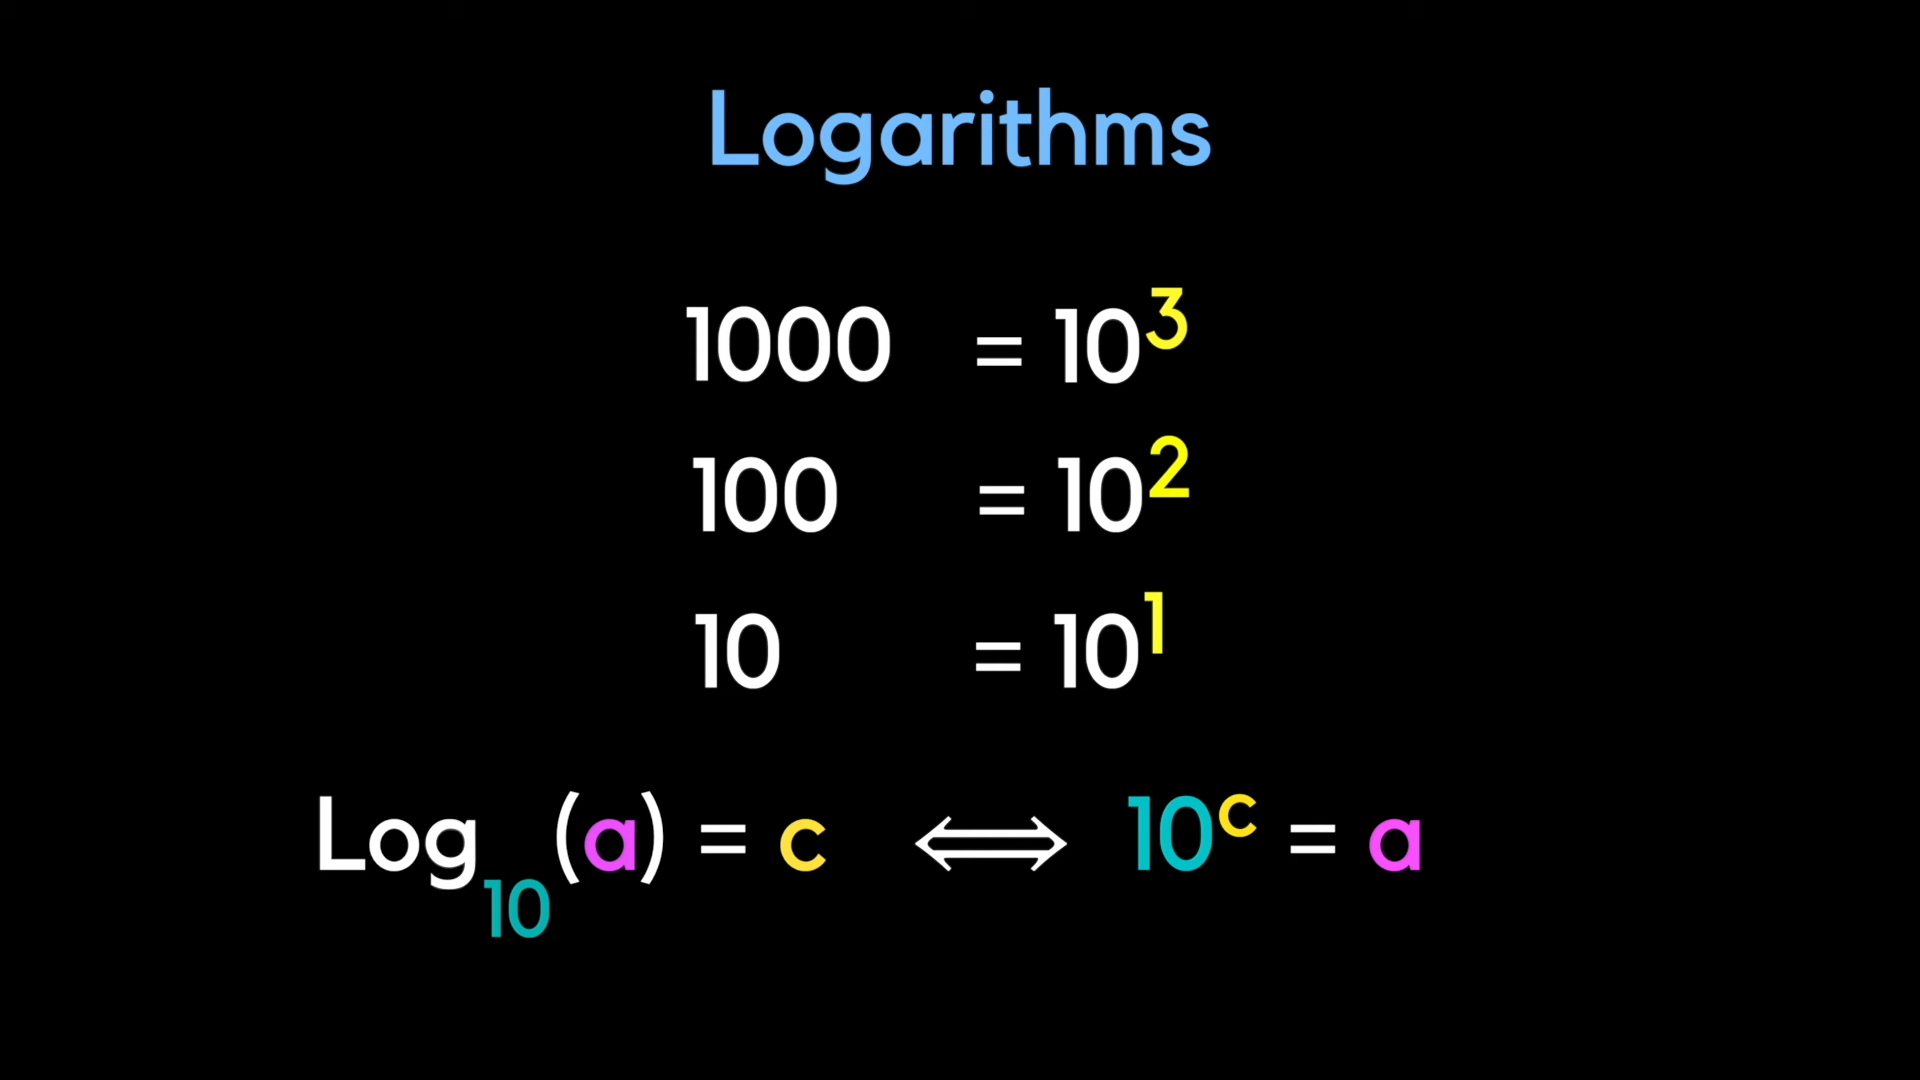 Logarithms
1000 = 10³
100 = 10²
10 = 10¹
Log₁₀(a) = c ⟺ 10ᶜ = a